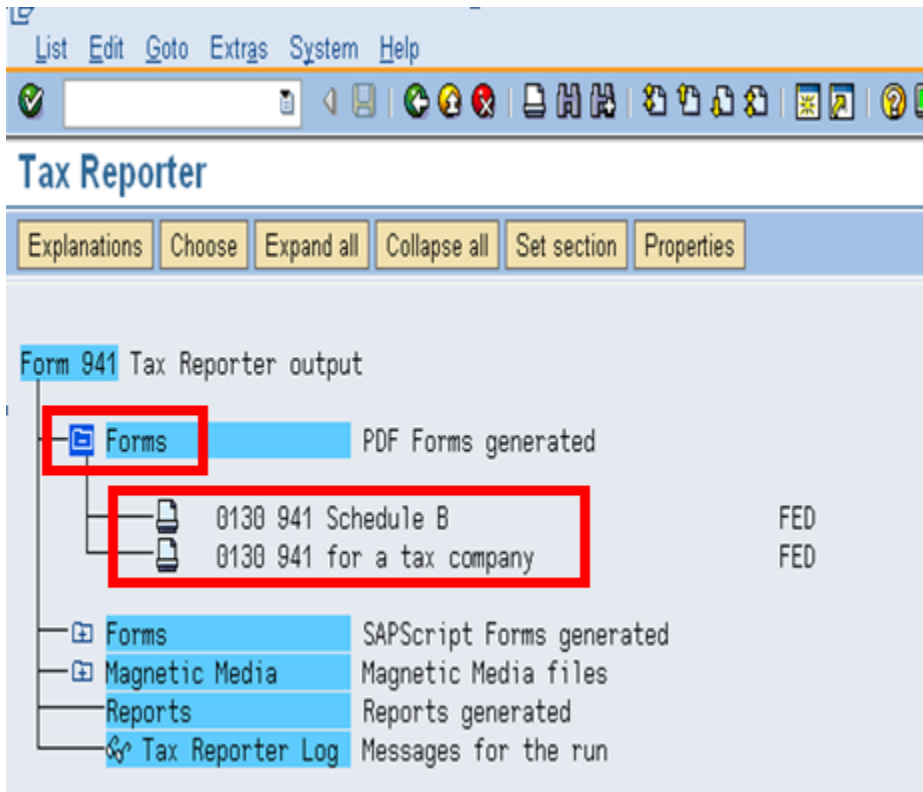 List Edit Goto Extras System Help
Tax Reporter
Explanations Choose Expand all Collapse all Set section Properties
Form 941 Tax Reporter output
Forms PDF Forms generated
0130 941 Schedule B FED
0130 941 for a tax company FED
Forms SAPScript Forms generated
Magnetic Media Magnetic Media files
Reports Reports generated
Tax Reporter Log Messages for the run